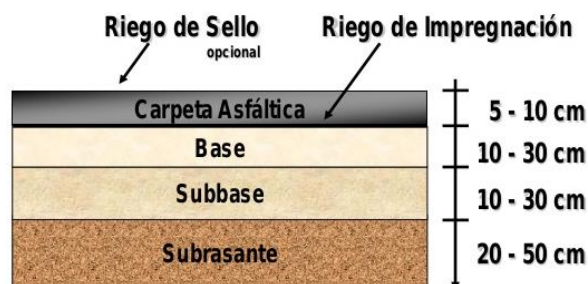 Riego de Sello
opcional
Riego de Impregnación
Carpeta Asfáltica
5 - 10 cm
Base
10 - 30 cm
Subbase
10 - 30 cm
Subrasante
20 - 50 cm